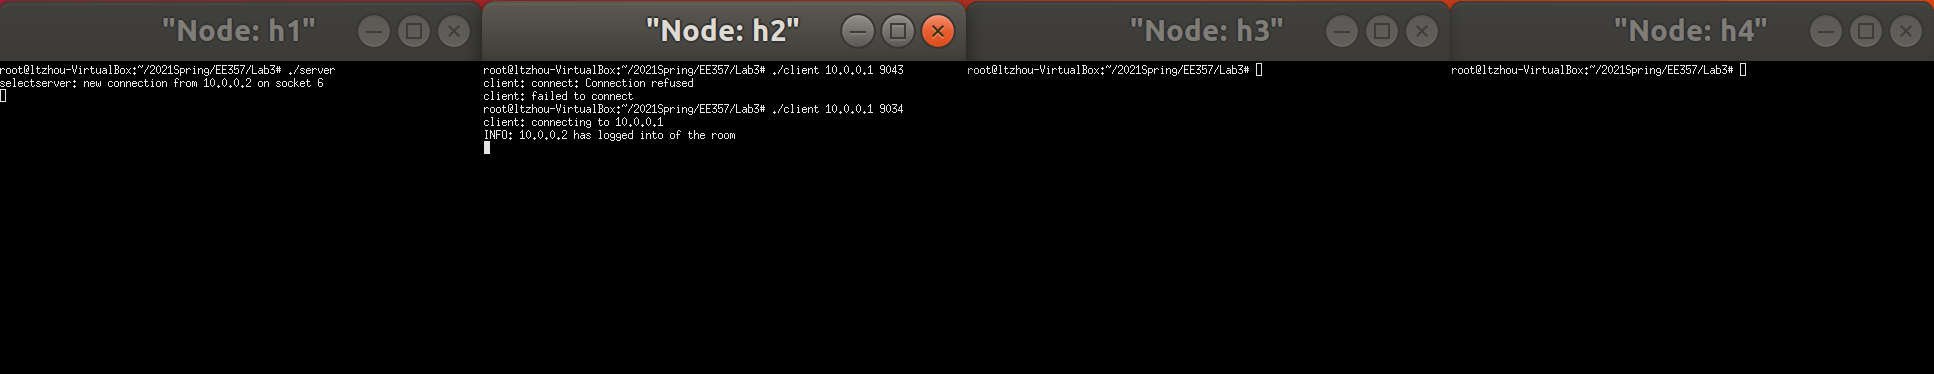 "Node: h1"
root@ltzhou-VirtualBox:~/2021Spring/EE357/Lab3# ./server
selectserver: new connection from 10.0.0.2 on socket 6
"Node: h2"
root@ltzhou-VirtualBox:~/2021Spring/EE357/Lab3# ./client 10.0.0.1 9043
client: connect: Connection refused
client: failed to connect
root@ltzhou-VirtualBox:~/2021Spring/EE357/Lab3# ./client 10.0.0.1 9034
client: connecting to 10.0.0.1
INFO: 10.0.0.2 has logged into of the room
"Node: h3"
root@ltzhou-VirtualBox:~/2021Spring/EE357/Lab3#
"Node: h4"
root@ltzhou-VirtualBox:~/2021Spring/EE357/Lab3#